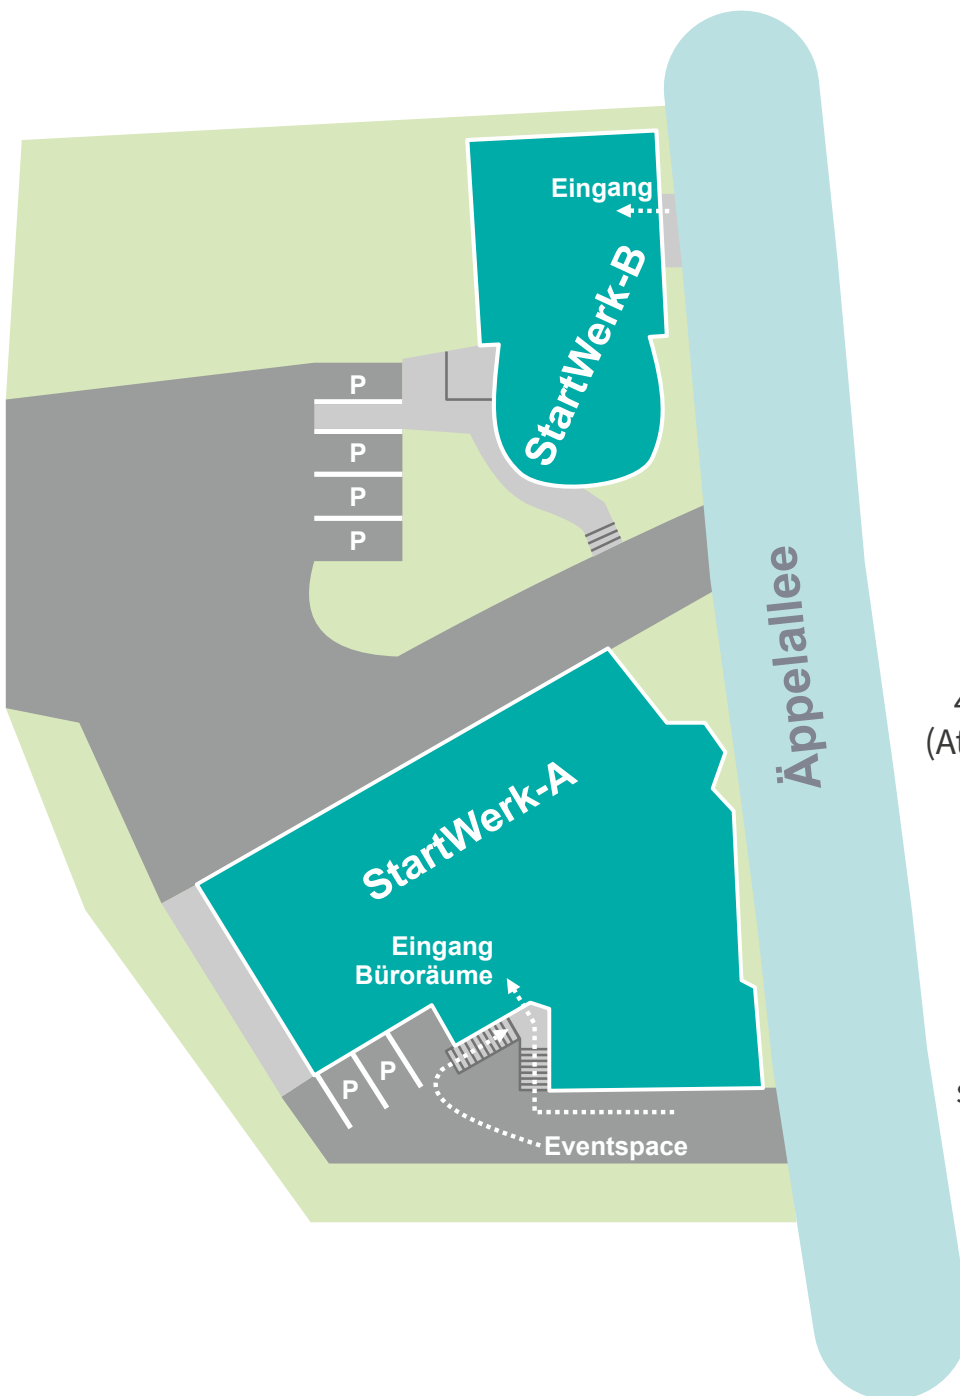 Eingang
StartWerk-B
P
P
P
P
Äppelallee
StartWerk-A
Eingang
Büroräume
P
P
Eventspace